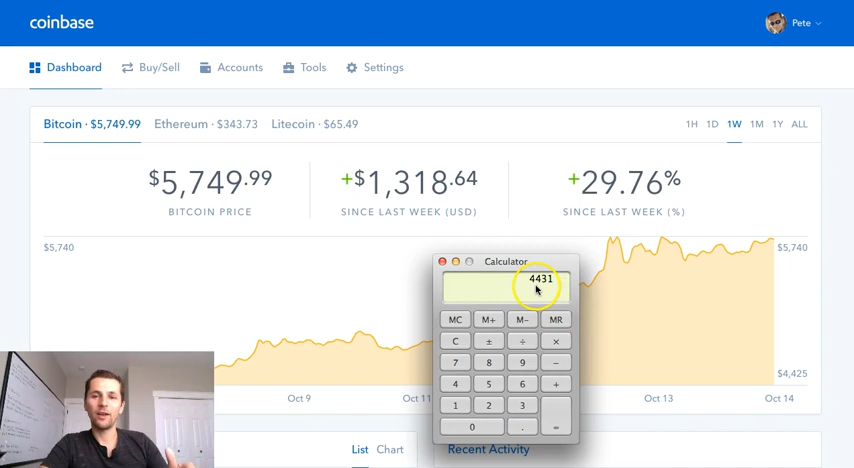 coinbase
Pete
Dashboard Buy/Sell Accounts Tools Settings
Bitcoin · $5,749.99 Ethereum · $343.73 Litecoin · $65.49 1H 1D 1W 1M 1Y ALL
$5,749.99 +$1,318.64 +29.76%
BITCOIN PRICE SINCE LAST WEEK (USD) SINCE LAST WEEK (%)
$5,740 $5,740
Calculator
4431
MC M+ M- MR
C ± ÷ ×
7 8 9 −
4 5 6 +
1 2 3
0 . =
$4,425
Oct 9 Oct 11 Oct 13 Oct 14
List Chart Recent Activity